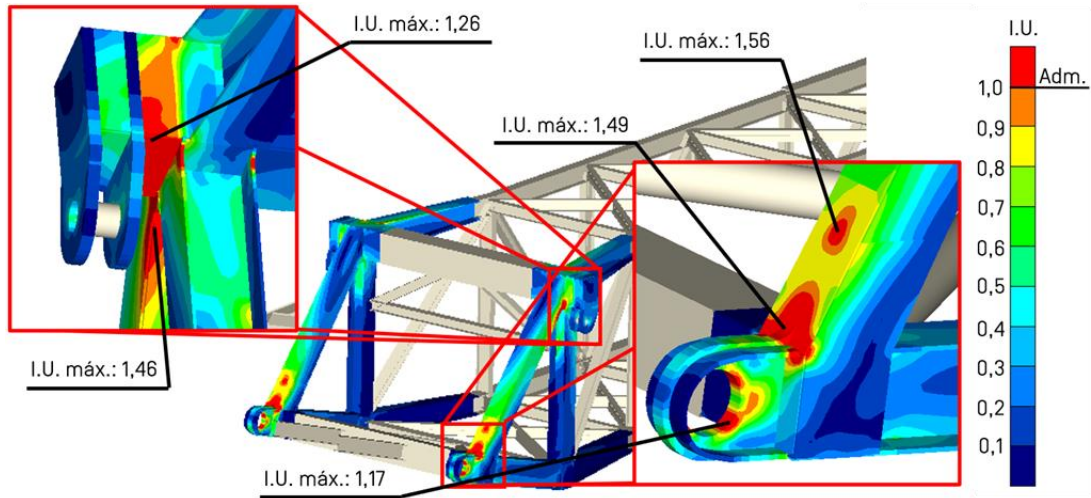 I.U. máx.: 1,26
I.U. máx.: 1,56
I.U.
Adm.
I.U. máx.: 1,49
1,0
0,9
0,8
0,7
0,6
0,5
0,4
0,3
0,2
0,1
I.U. máx.: 1,46
I.U. máx.: 1,17